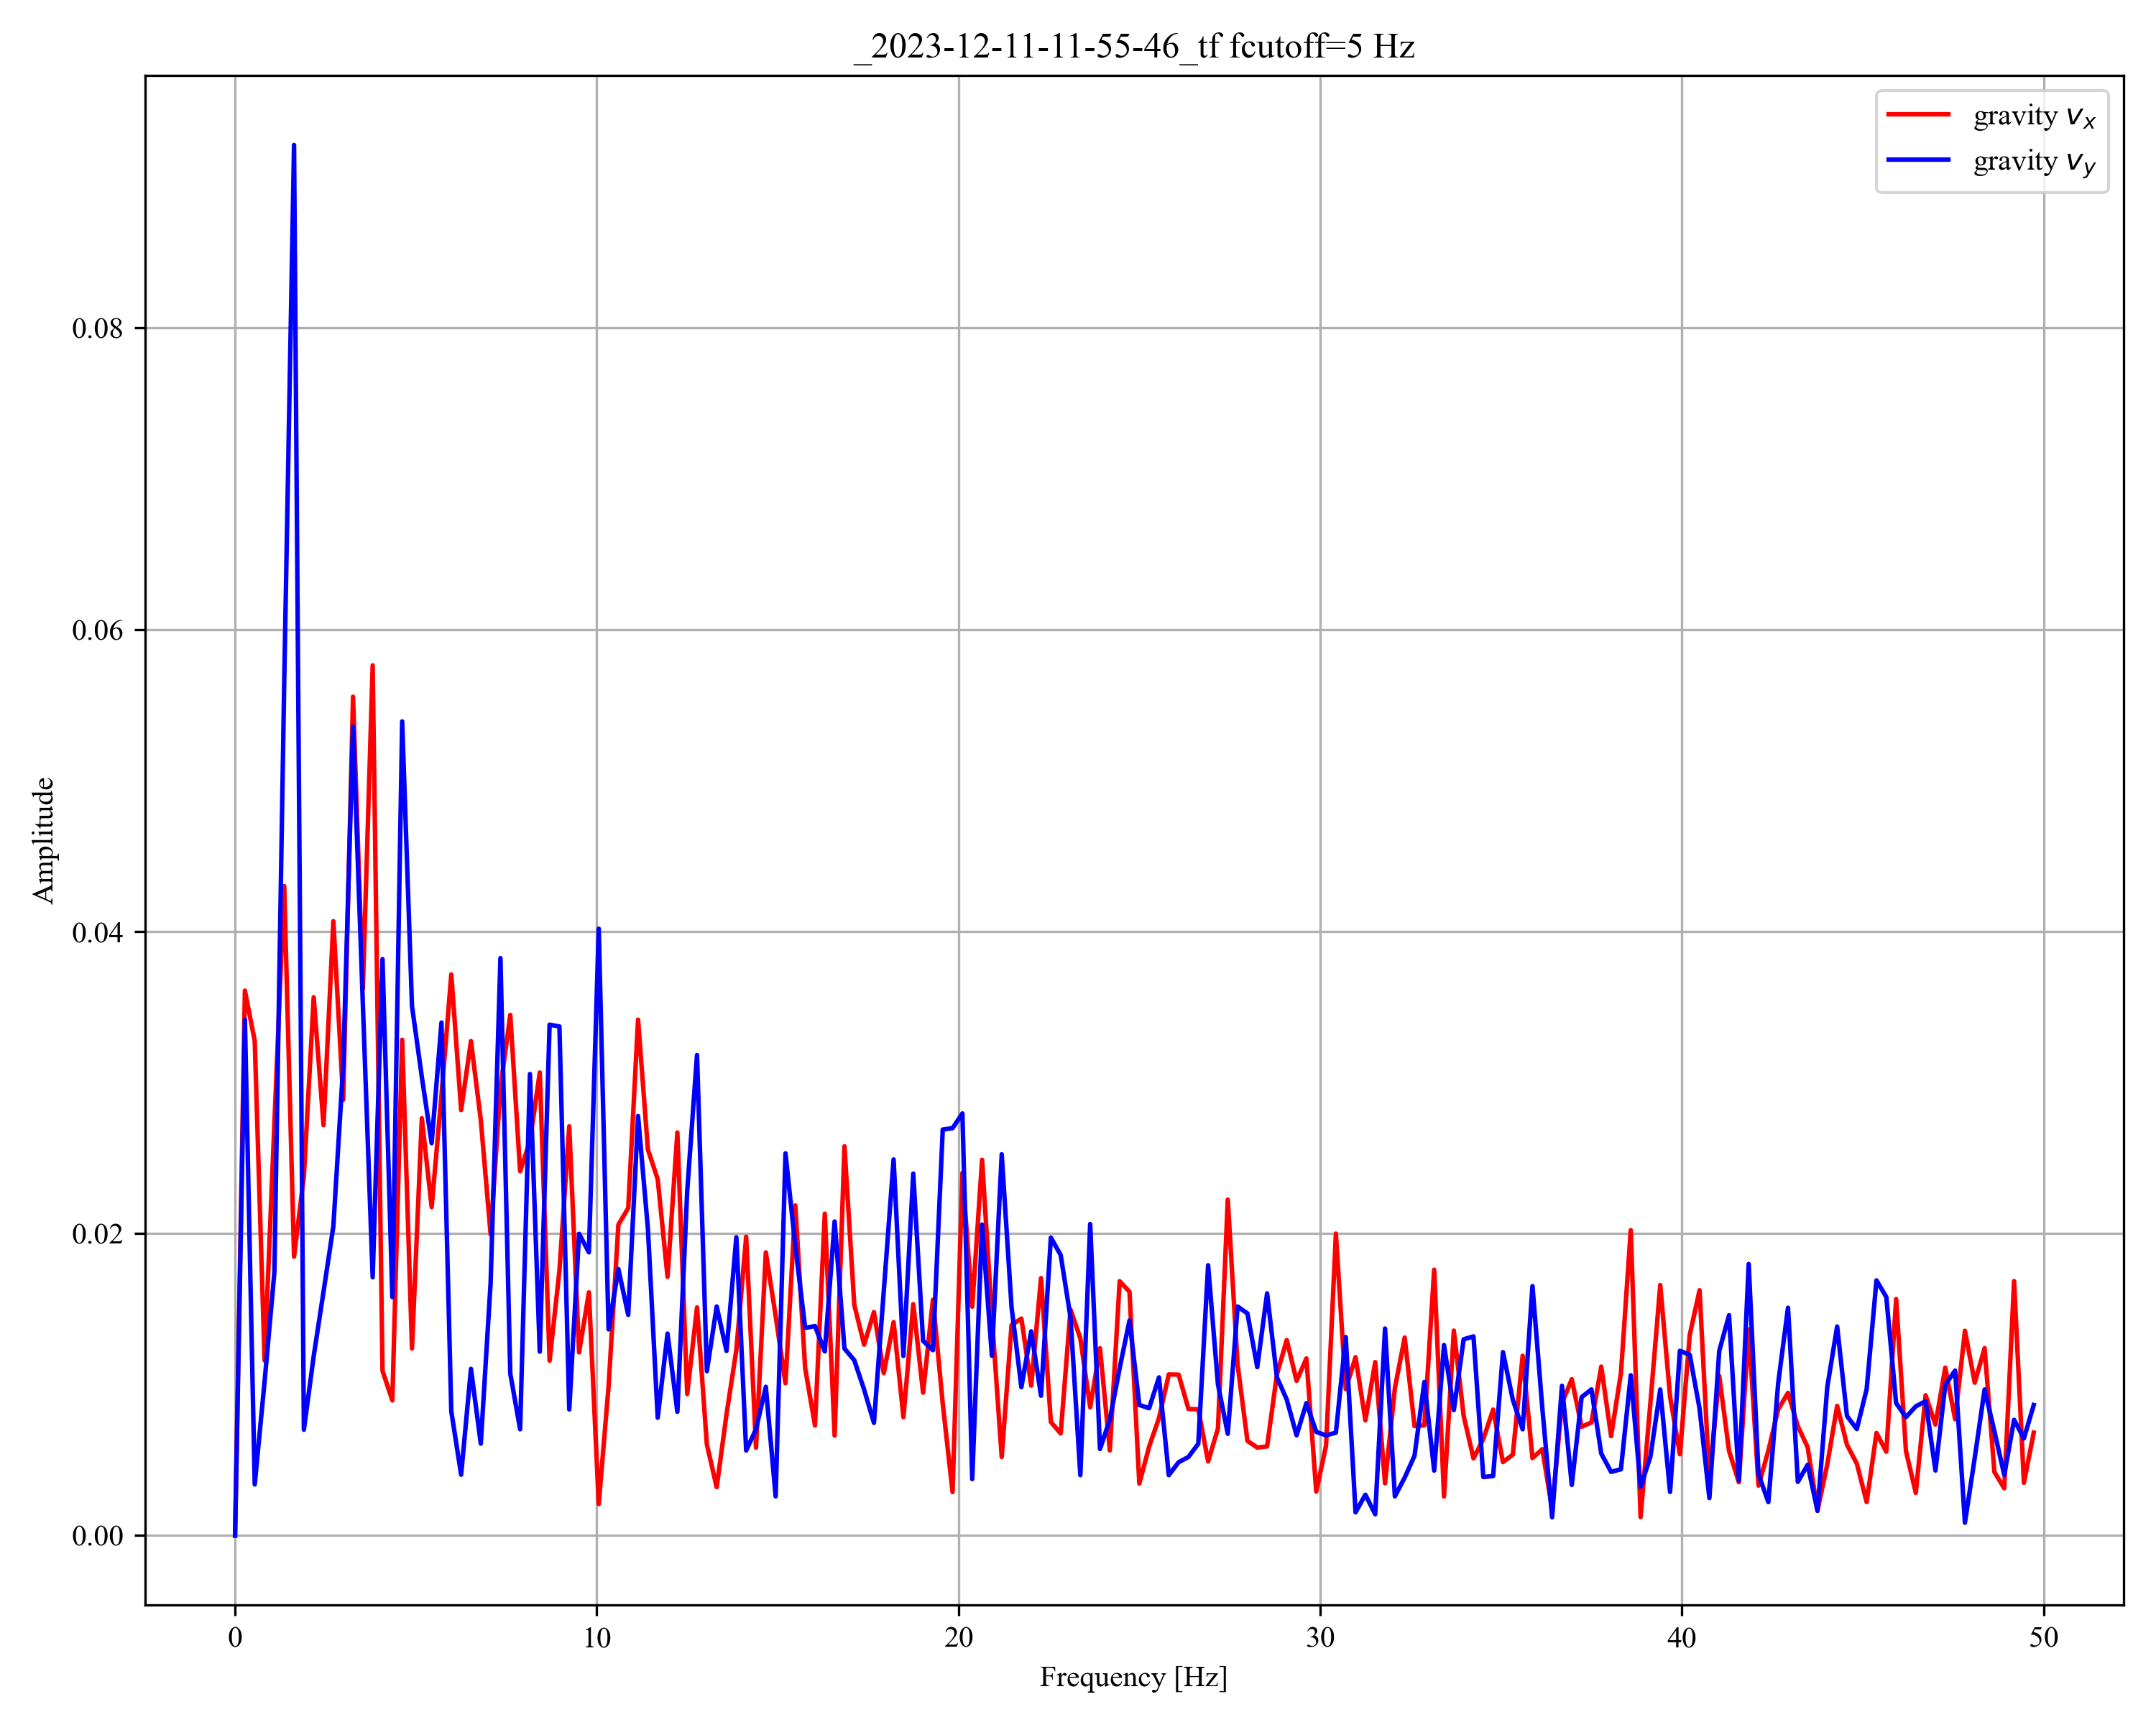 _2023-12-11-11-55-46_tf fcutoff=5 Hz
gravity vₓ
gravity v_y
0.08
0.06
0.04
0.02
0.00
Amplitude
0 10 20 30 40 50
Frequency [Hz]